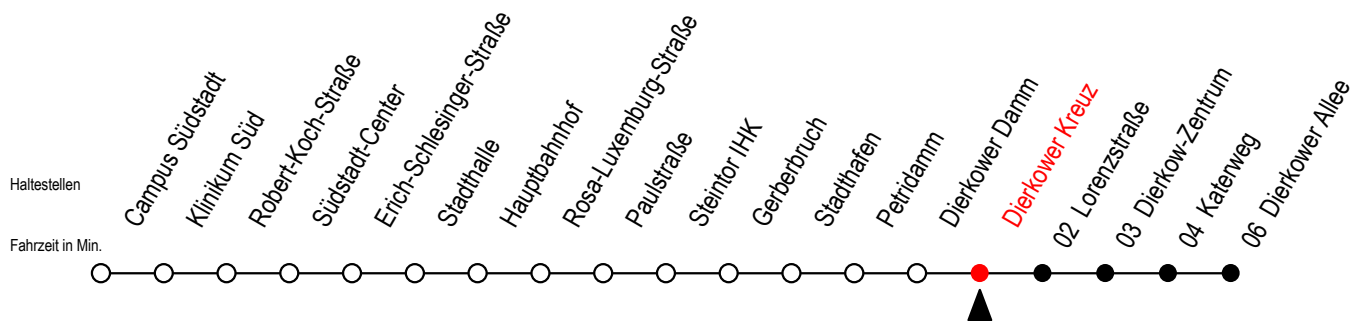 Haltestellen
Campus Südstadt
Klinikum Süd
Robert-Koch-Straße
Südstadt-Center
Erich-Schlesinger-Straße
Stadthalle
Hauptbahnhof
Rosa-Luxemburg-Straße
Paulstraße
Steintor IHK
Gerberbruch
Stadthafen
Petridamm
Dierkower Damm
Dierkower Kreuz
02 Lorenzstraße
03 Dierkow-Zentrum
04 Katenweg
06 Dierkower Allee
Fahrzeit in Min.